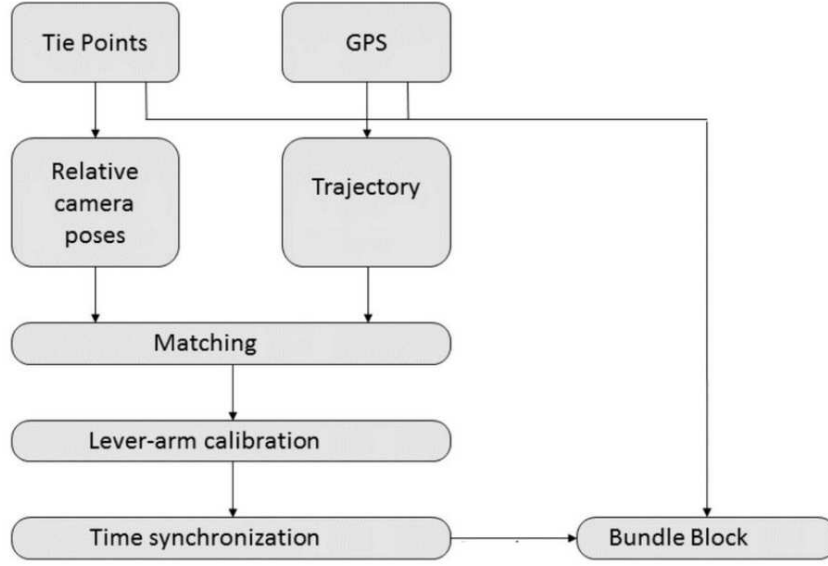 Tie Points
GPS
Relative
camera
poses
Trajectory
Matching
Lever-arm calibration
Time synchronization
Bundle Block